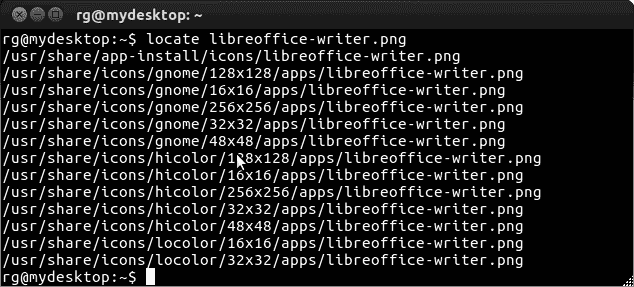 rg@mydesktop: ~
rg@mydesktop:~$ locate libreoffice-writer.png
/usr/share/app-install/icons/libreoffice-writer.png
/usr/share/icons/gnome/128x128/apps/libreoffice-writer.png
/usr/share/icons/gnome/16x16/apps/libreoffice-writer.png
/usr/share/icons/gnome/256x256/apps/libreoffice-writer.png
/usr/share/icons/gnome/32x32/apps/libreoffice-writer.png
/usr/share/icons/gnome/48x48/apps/libreoffice-writer.png
/usr/share/icons/hicolor/128x128/apps/libreoffice-writer.png
/usr/share/icons/hicolor/16x16/apps/libreoffice-writer.png
/usr/share/icons/hicolor/256x256/apps/libreoffice-writer.png
/usr/share/icons/hicolor/32x32/apps/libreoffice-writer.png
/usr/share/icons/hicolor/48x48/apps/libreoffice-writer.png
/usr/share/icons/locolor/16x16/apps/libreoffice-writer.png
/usr/share/icons/locolor/32x32/apps/libreoffice-writer.png
rg@mydesktop:~$